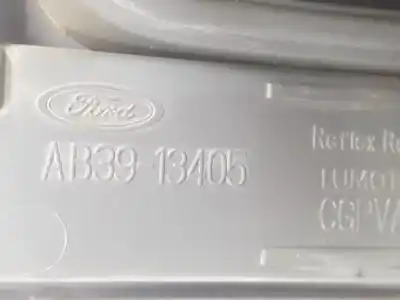 Ford
AB39 13405
Reflex Re
LUMOT
CGPVA